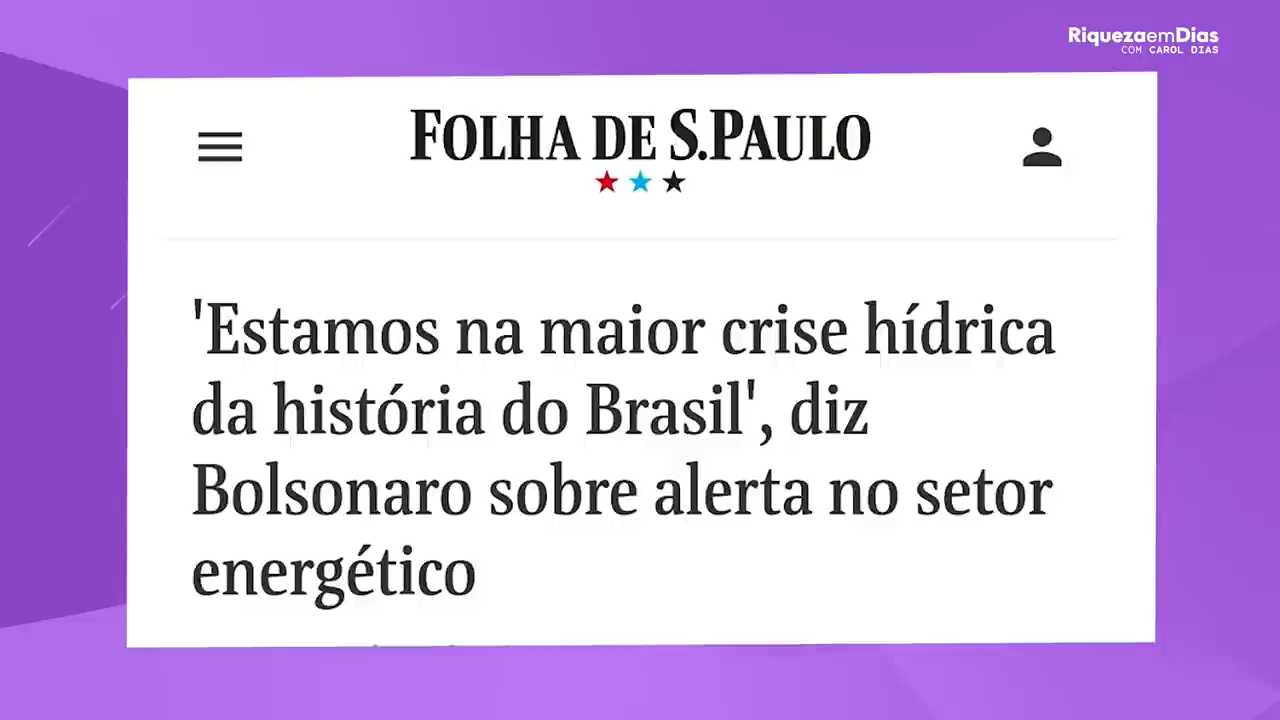 RiquezaemDias
COM CAROL DIAS
FOLHA DE S.PAULO
'Estamos na maior crise hídrica
da história do Brasil', diz
Bolsonaro sobre alerta no setor
energético